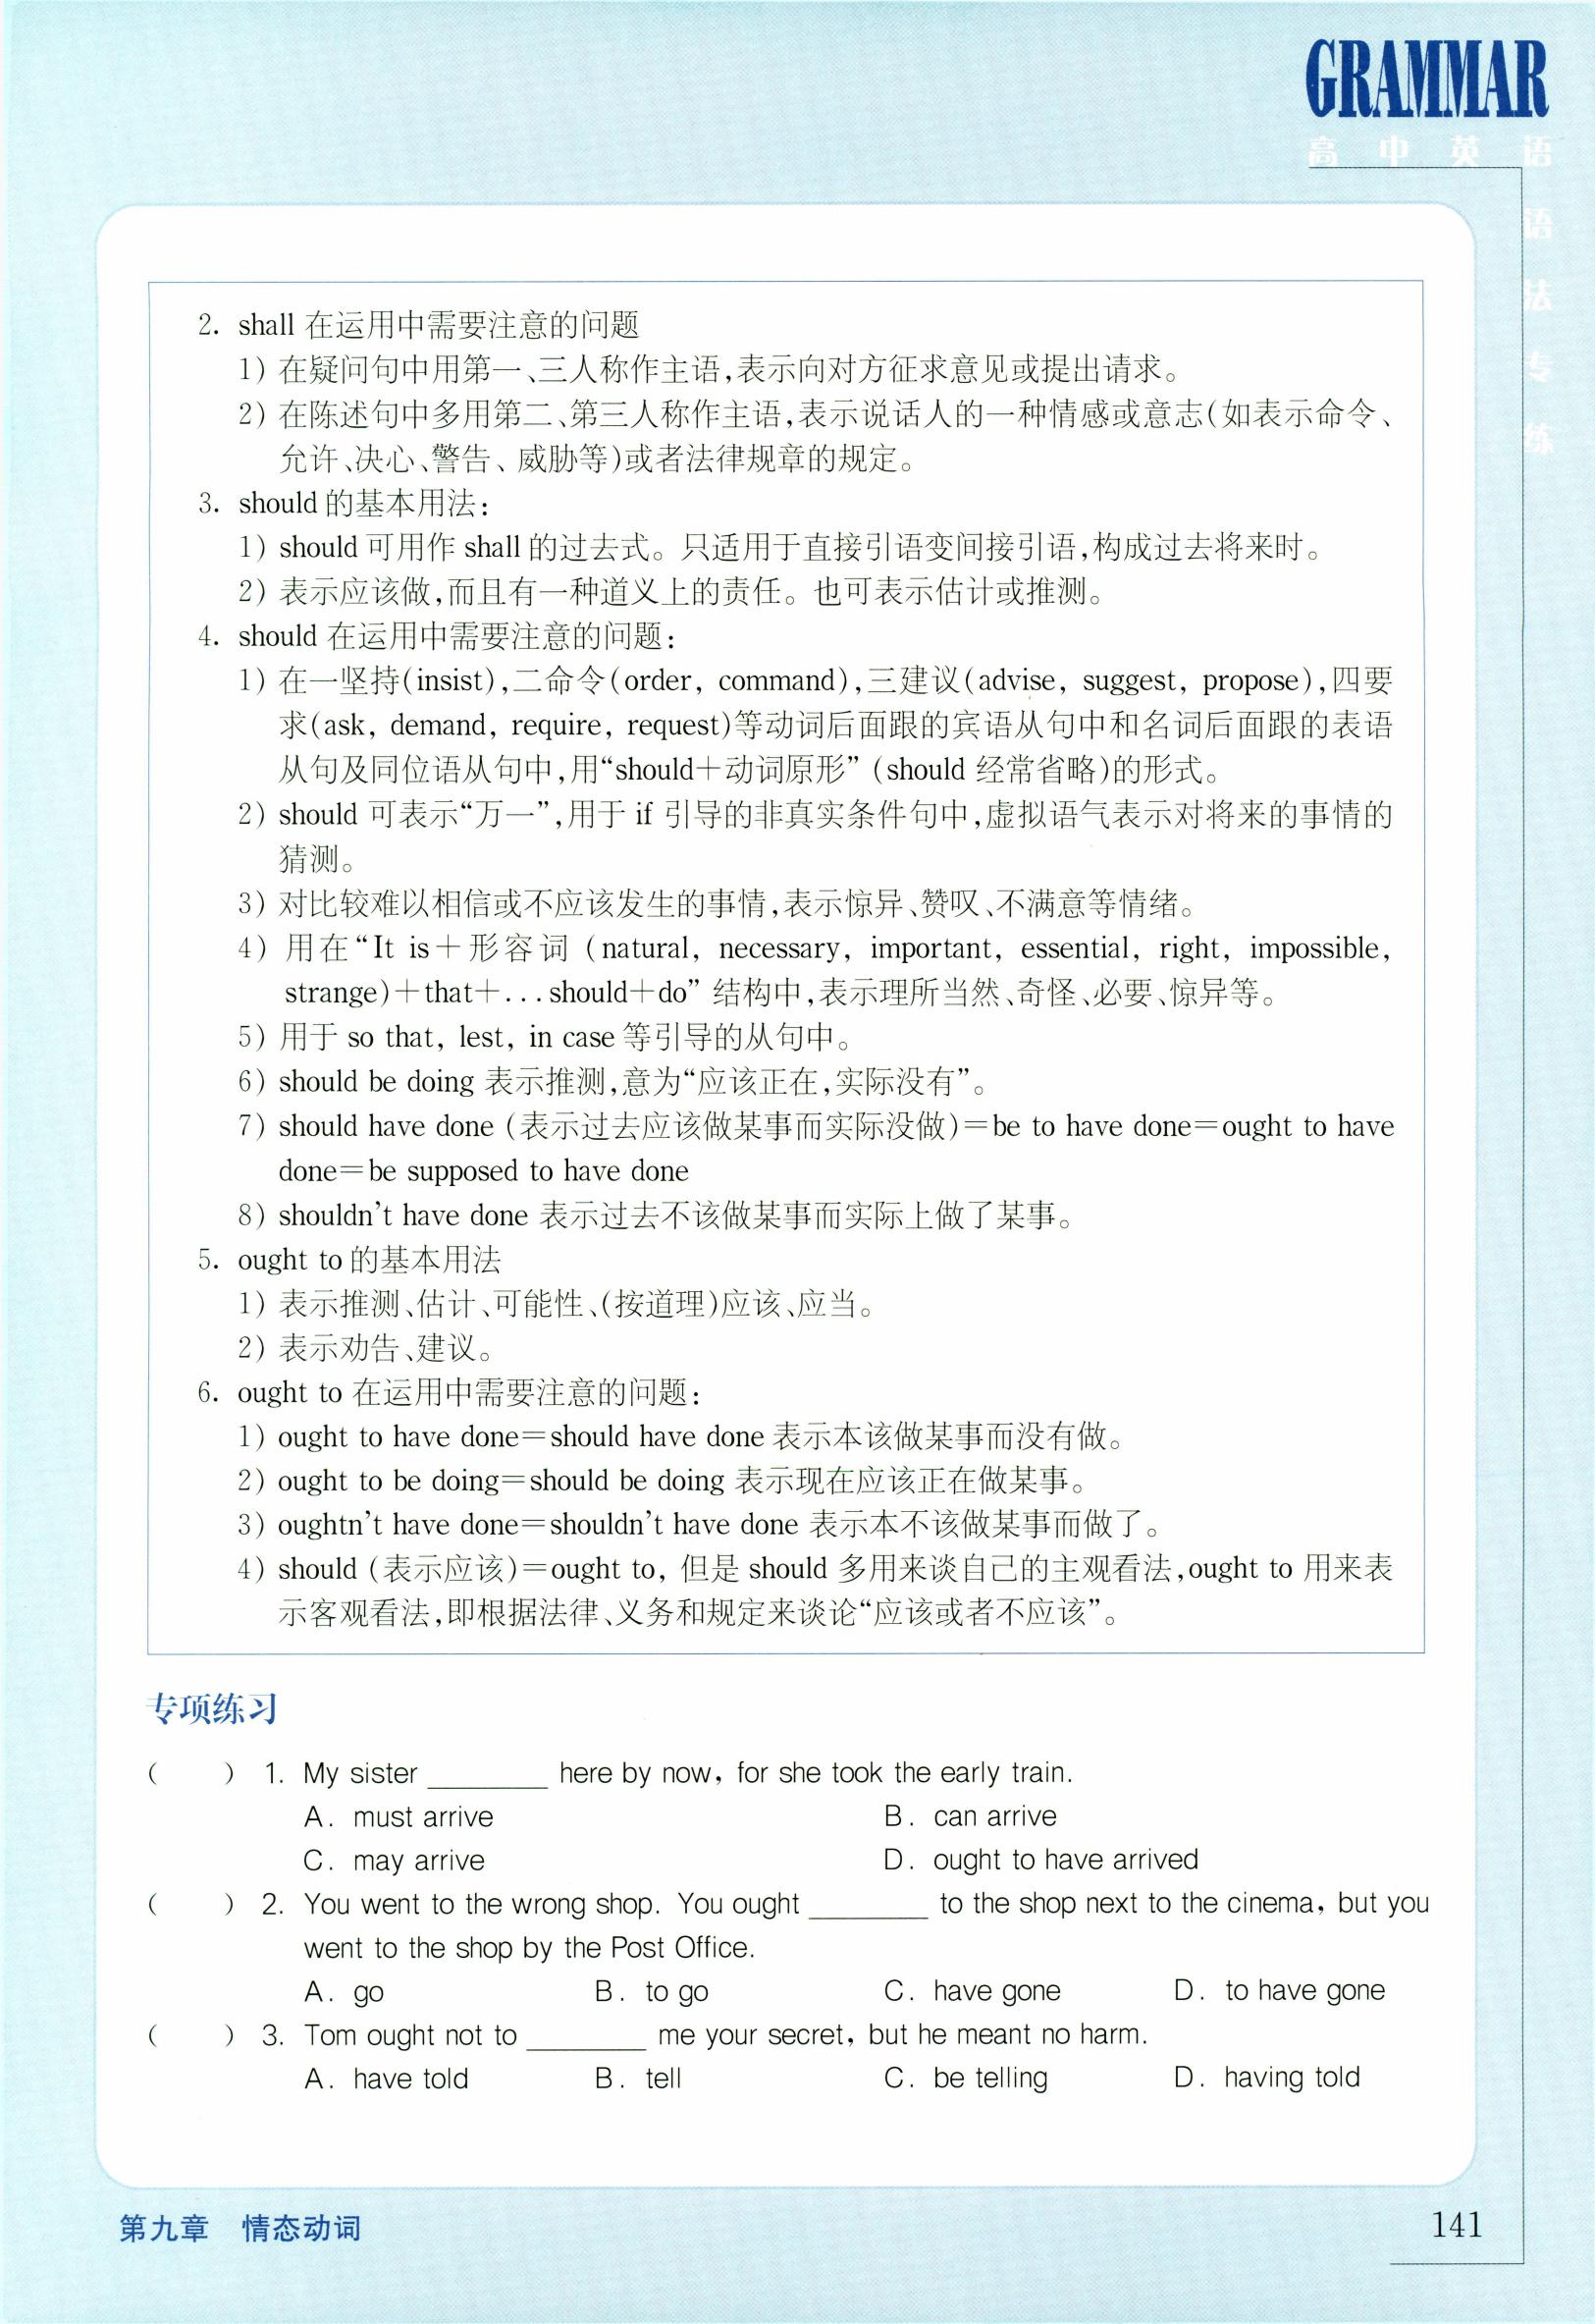 GRAMMAR
高中英语
语
法
专
练
2. shall 在运用中需要注意的问题
1) 在疑问句中用第一、三人称作主语,表示向对方征求意见或提出请求。
2) 在陈述句中多用第二、第三人称作主语,表示说话人的一种情感或意志(如表示命令、
允许、决心、警告、威胁等)或者法律规章的规定。
3. should 的基本用法:
1) should 可用作 shall 的过去式。只适用于直接引语变间接引语,构成过去将来时。
2) 表示应该做,而且有一种道义上的责任。也可表示估计或推测。
4. should 在运用中需要注意的问题:
1) 在一坚持(insist),二命令(order, command),三建议(advise, suggest, propose),四要
求(ask, demand, require, request)等动词后面跟的宾语从句中和名词后面跟的表语
从句及同位语从句中,用“should+动词原形” (should 经常省略)的形式。
2) should 可表示“万一”,用于 if 引导的非真实条件句中,虚拟语气表示对将来的事情的
猜测。
3) 对比较难以相信或不应该发生的事情,表示惊异、赞叹、不满意等情绪。
4) 用在“It is+形容词 (natural, necessary, important, essential, right, impossible,
strange)+that+...should+do” 结构中,表示理所当然、奇怪、必要、惊异等。
5) 用于 so that, lest, in case 等引导的从句中。
6) should be doing 表示推测,意为“应该正在,实际没有”。
7) should have done (表示过去应该做某事而实际没做)=be to have done=ought to have
done=be supposed to have done
8) shouldn't have done 表示过去不该做某事而实际上做了某事。
5. ought to 的基本用法
1) 表示推测、估计、可能性、(按道理)应该、应当。
2) 表示劝告、建议。
6. ought to 在运用中需要注意的问题:
1) ought to have done=should have done 表示本该做某事而没有做。
2) ought to be doing=should be doing 表示现在应该正在做某事。
3) oughtn't have done=shouldn't have done 表示本不该做某事而做了。
4) should (表示应该)=ought to, 但是 should 多用来谈自己的主观看法,ought to 用来表
示客观看法,即根据法律、义务和规定来谈论“应该或者不应该”。
专项练习
( ) 1. My sister ________ here by now, for she took the early train.
A. must arrive B. can arrive
C. may arrive D. ought to have arrived
( ) 2. You went to the wrong shop. You ought ________ to the shop next to the cinema, but you
went to the shop by the Post Office.
A. go B. to go C. have gone D. to have gone
( ) 3. Tom ought not to ________ me your secret, but he meant no harm.
A. have told B. tell C. be telling D. having told
第九章 情态动词
141